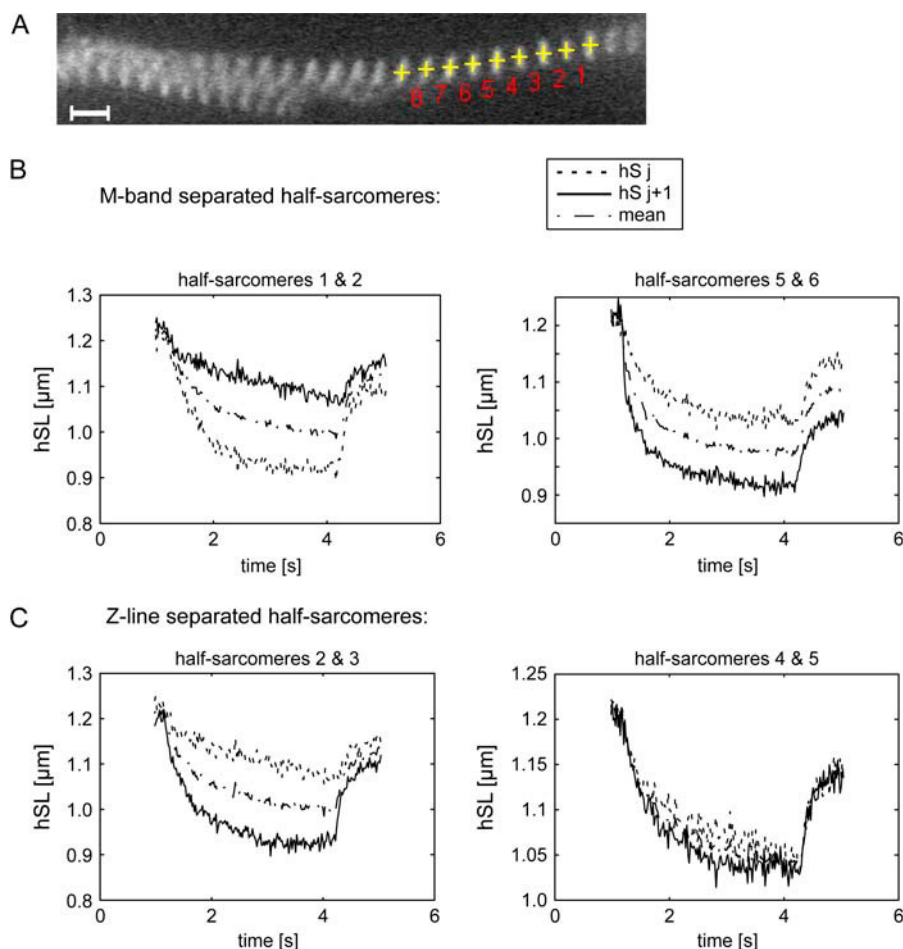 A
8 7 6 5 4 3 2 1
B
M-band separated half-sarcomeres:
hS j
hS j+1
mean
half-sarcomeres 1 & 2
1.3
1.2
1.1
1.0
0.9
0.8
hSL [µm]
0 2 4 6
time [s]
half-sarcomeres 5 & 6
1.2
1.1
1.0
0.9
hSL [µm]
0 2 4 6
time [s]
C
Z-line separated half-sarcomeres:
half-sarcomeres 2 & 3
1.3
1.2
1.1
1.0
0.9
0.8
hSL [µm]
0 2 4 6
time [s]
half-sarcomeres 4 & 5
1.25
1.2
1.15
1.1
1.05
1.0
hSL [µm]
0 2 4 6
time [s]